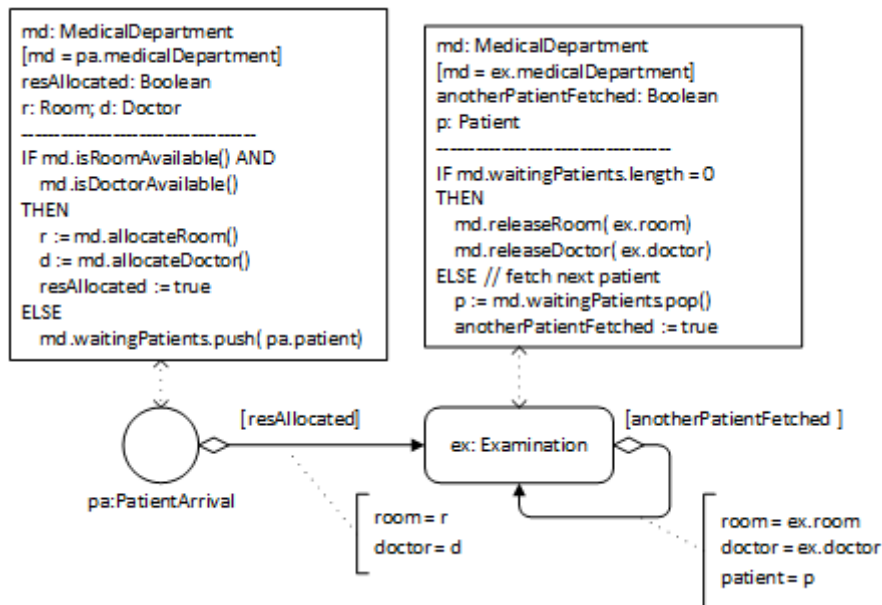 md: MedicalDepartment
[md = pa.medicalDepartment]
resAllocated: Boolean
r: Room; d: Doctor
------------------------------------
IF md.isRoomAvailable() AND
md.isDoctorAvailable()
THEN
r := md.allocateRoom()
d := md.allocateDoctor()
resAllocated := true
ELSE
md.waitingPatients.push( pa.patient)
md: MedicalDepartment
[md = ex.medicalDepartment]
anotherPatientFetched: Boolean
p: Patient
------------------------------------
IF md.waitingPatients.length = 0
THEN
md.releaseRoom( ex.room)
md.releaseDoctor( ex.doctor)
ELSE // fetch next patient
p := md.waitingPatients.pop()
anotherPatientFetched := true
[resAllocated]
ex: Examination
[anotherPatientFetched ]
pa:PatientArrival
room = r
doctor = d
room = ex.room
doctor = ex.doctor
patient = p